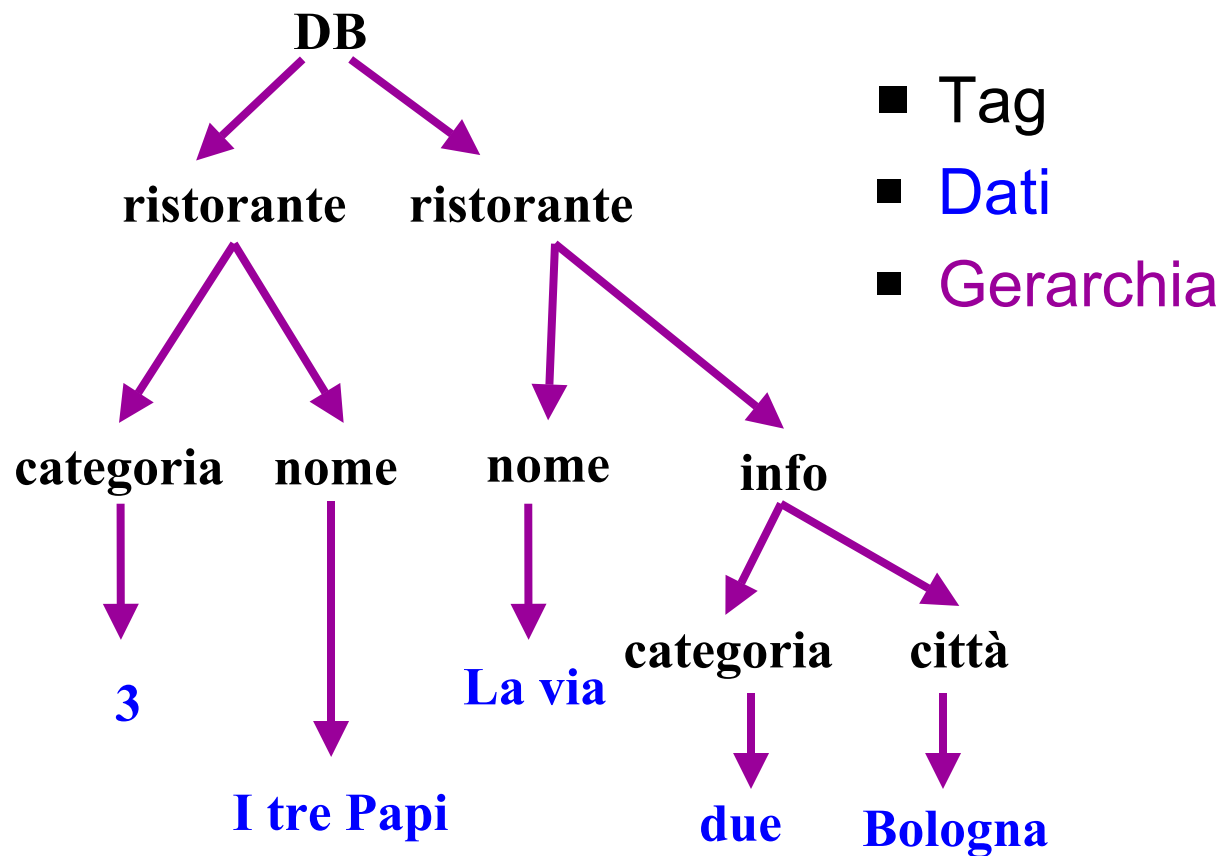 DB
Tag
Dati
Gerarchia
ristorante ristorante
categoria nome nome info
categoria città
3
La via
I tre Papi
due
Bologna